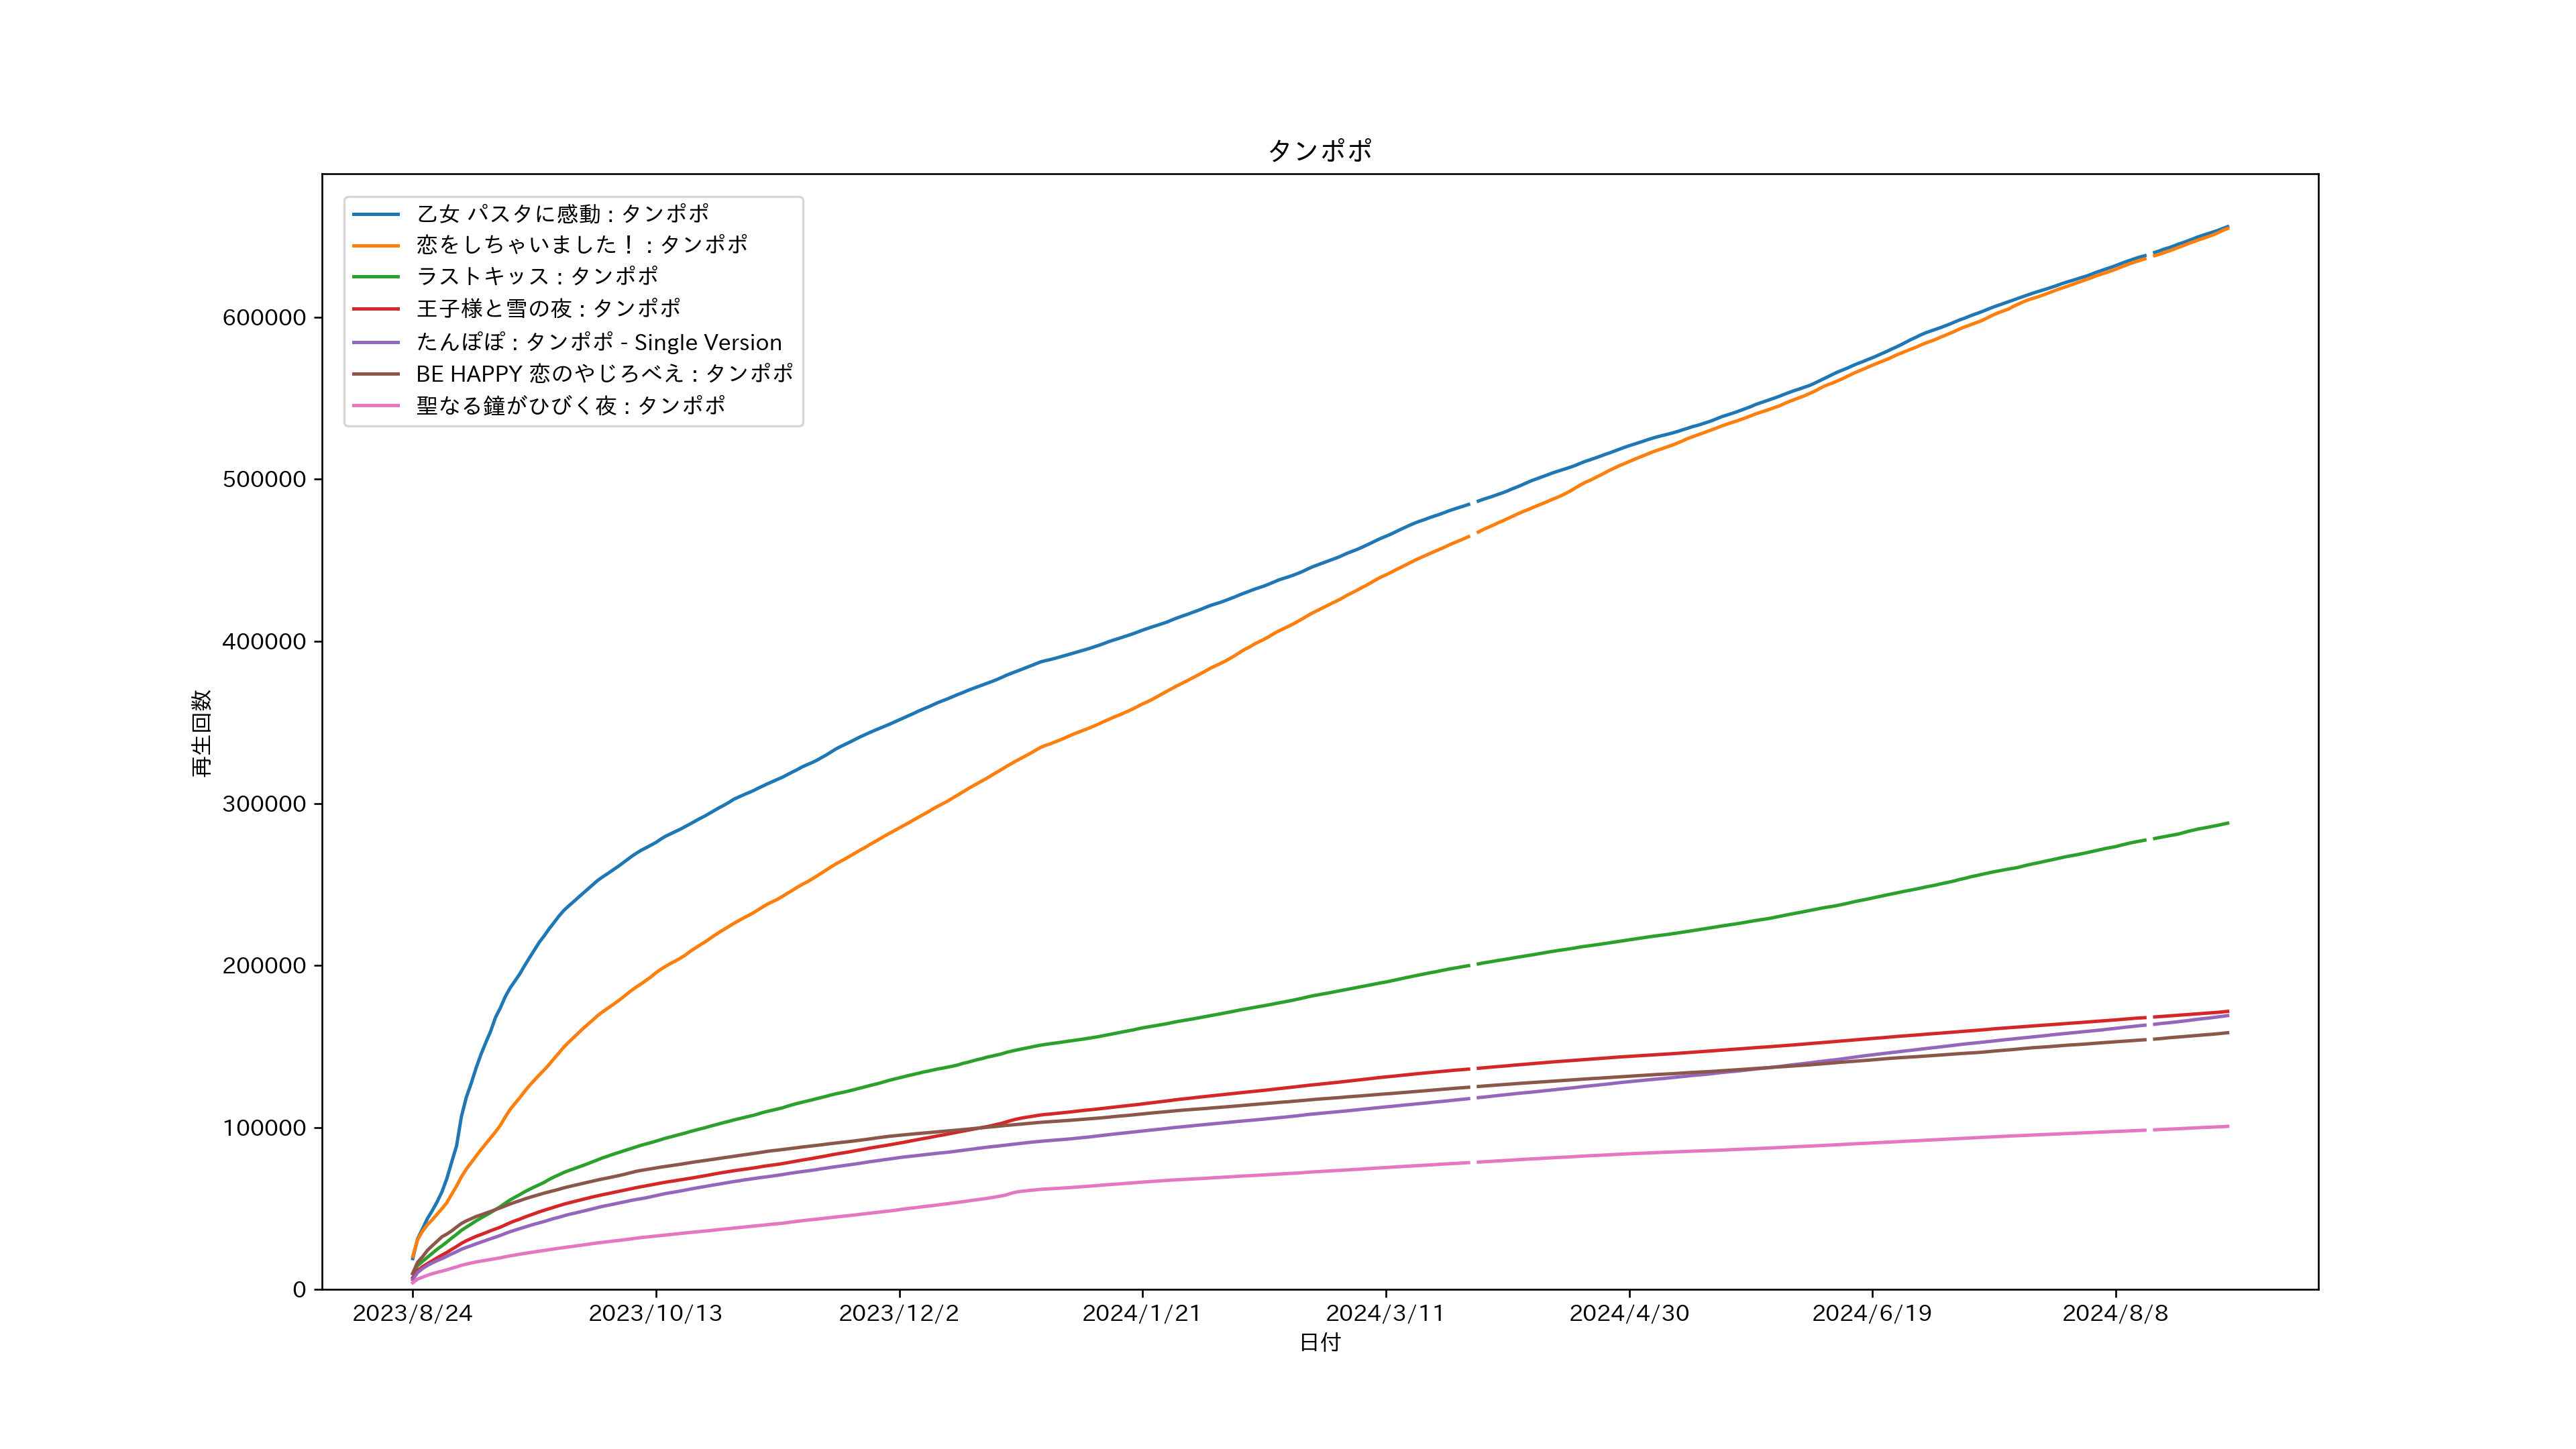 タンポポ
乙女 パスタに感動 : タンポポ
恋をしちゃいました！ : タンポポ
ラストキッス : タンポポ
王子様と雪の夜 : タンポポ
たんぽぽ : タンポポ - Single Version
BE HAPPY 恋のやじろべえ : タンポポ
聖なる鐘がひびく夜 : タンポポ
600000
500000
400000
300000
200000
100000
0
再生回数
2023/8/24 2023/10/13 2023/12/2 2024/1/21 2024/3/11 2024/4/30 2024/6/19 2024/8/8
日付